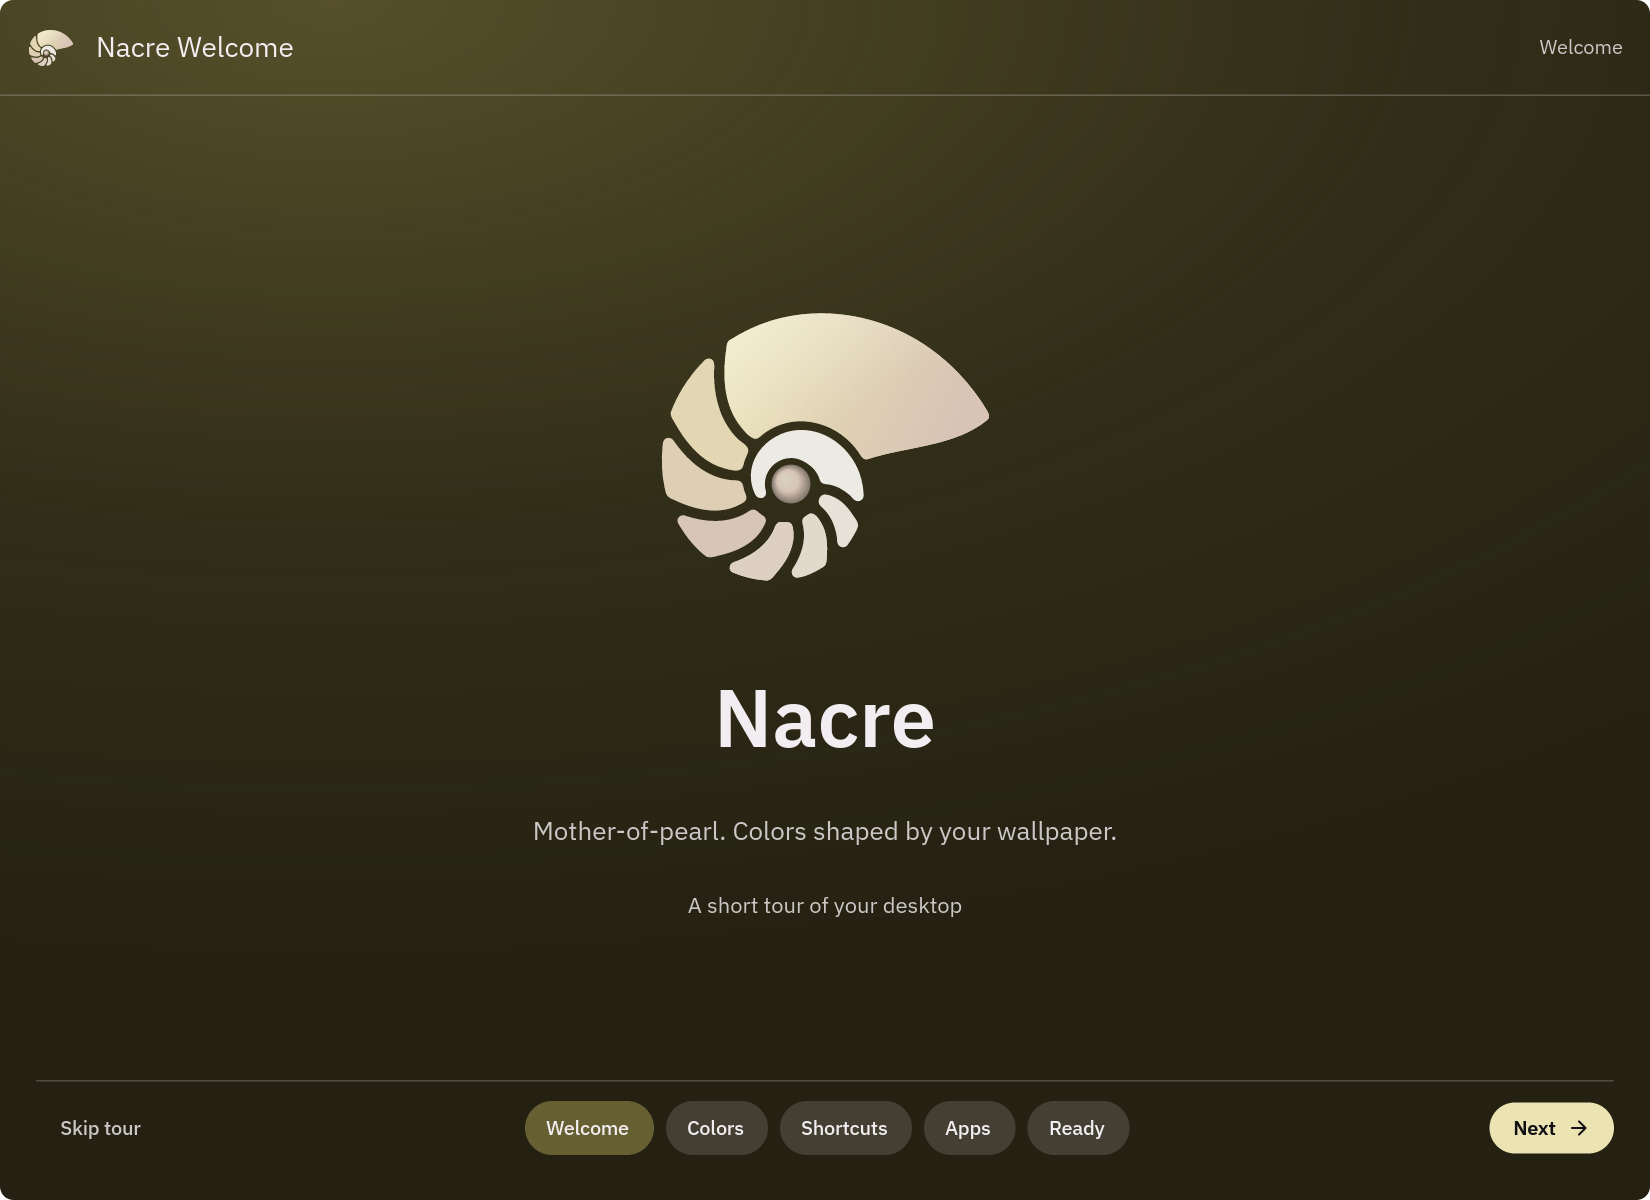 Nacre Welcome
Welcome
Nacre
Mother-of-pearl. Colors shaped by your wallpaper.
A short tour of your desktop
Skip tour
Welcome
Colors
Shortcuts
Apps
Ready
Next